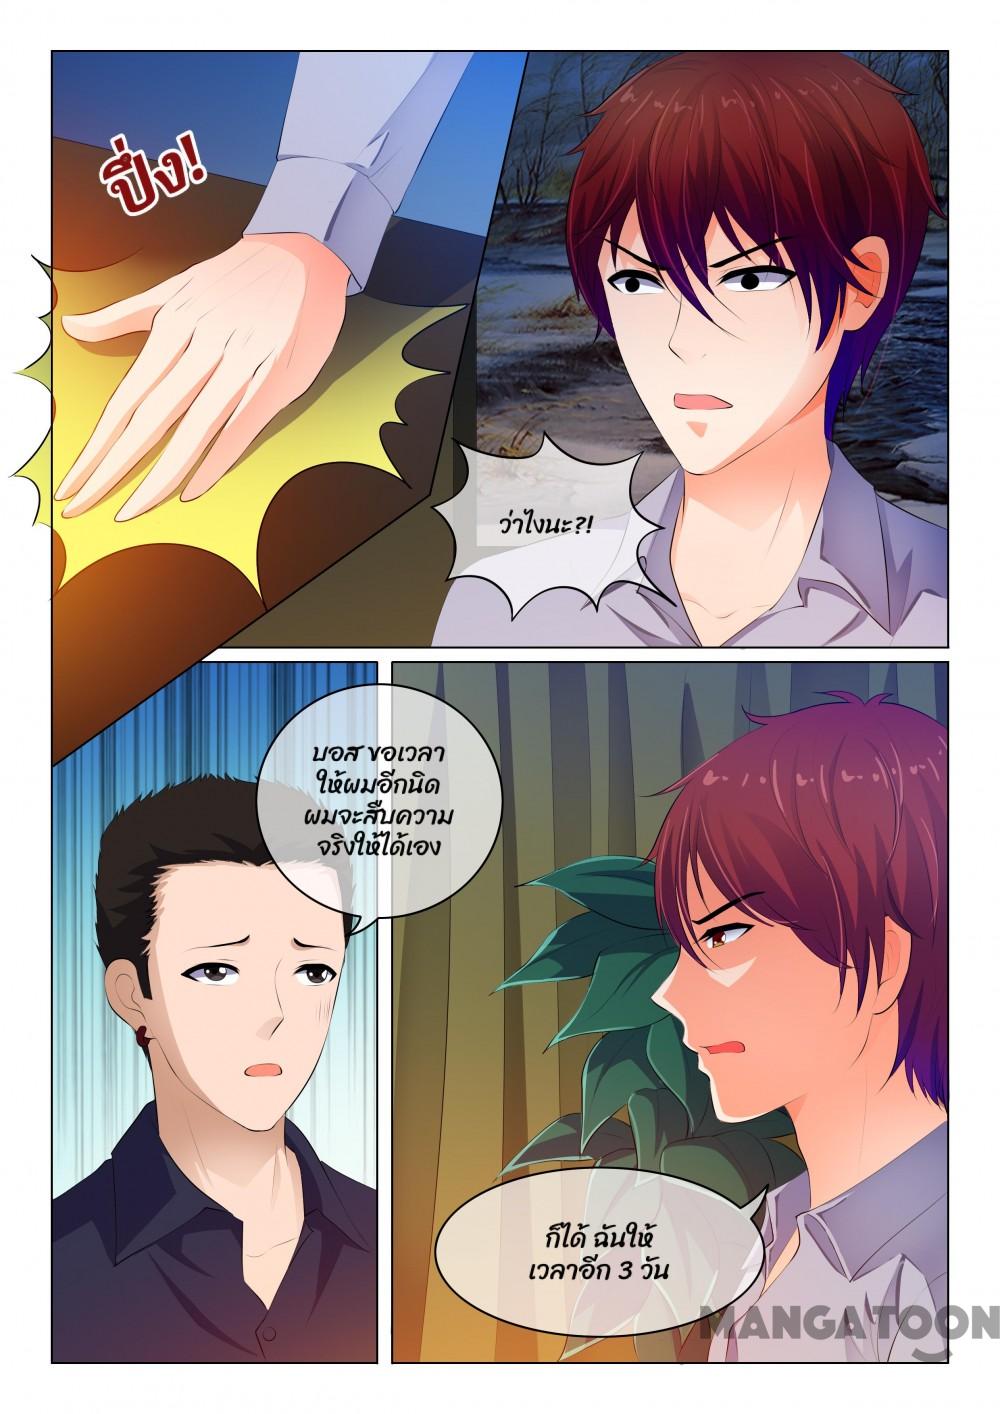 ปึ่ง!
ว่าไงนะ?!
บอส ขอเวลา
ให้ผมอีกนิด
ผมจะสืบความ
จริงให้ได้เอง
ก็ได้ ฉันให้
เวลาอีก 3 วัน
MANGATOON